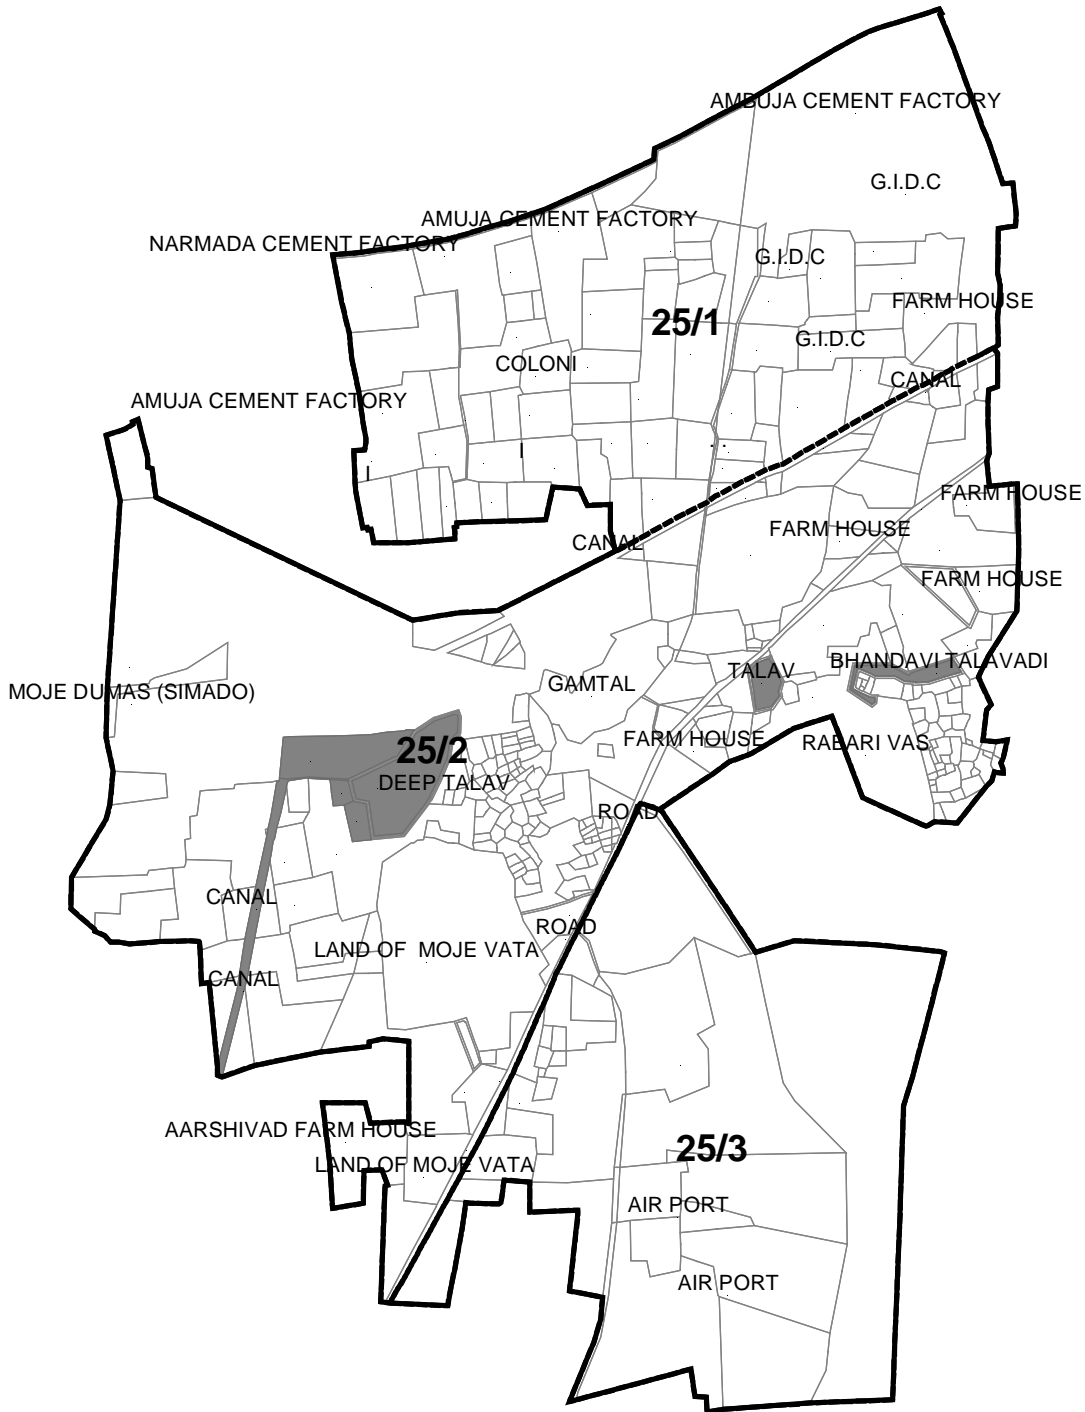 AMBUJA CEMENT FACTORY
G.I.D.C
AMUJA CEMENT FACTORY
NARMADA CEMENT FACTORY
G.I.D.C
FARM HOUSE
25/1
G.I.D.C
COLONI
CANAL
AMUJA CEMENT FACTORY
FARM HOUSE
FARM HOUSE
CANAL
FARM HOUSE
BHANDAVI TALAVADI
TALAV
GAMTAL
MOJE DUMAS (SIMADO)
FARM HOUSE
RABARI VAS
25/2
DEEP TALAV
ROAD
CANAL
ROAD
LAND OF MOJE VATA
CANAL
AARSHIVAD FARM HOUSE
25/3
LAND OF MOJE VATA
AIR PORT
AIR PORT